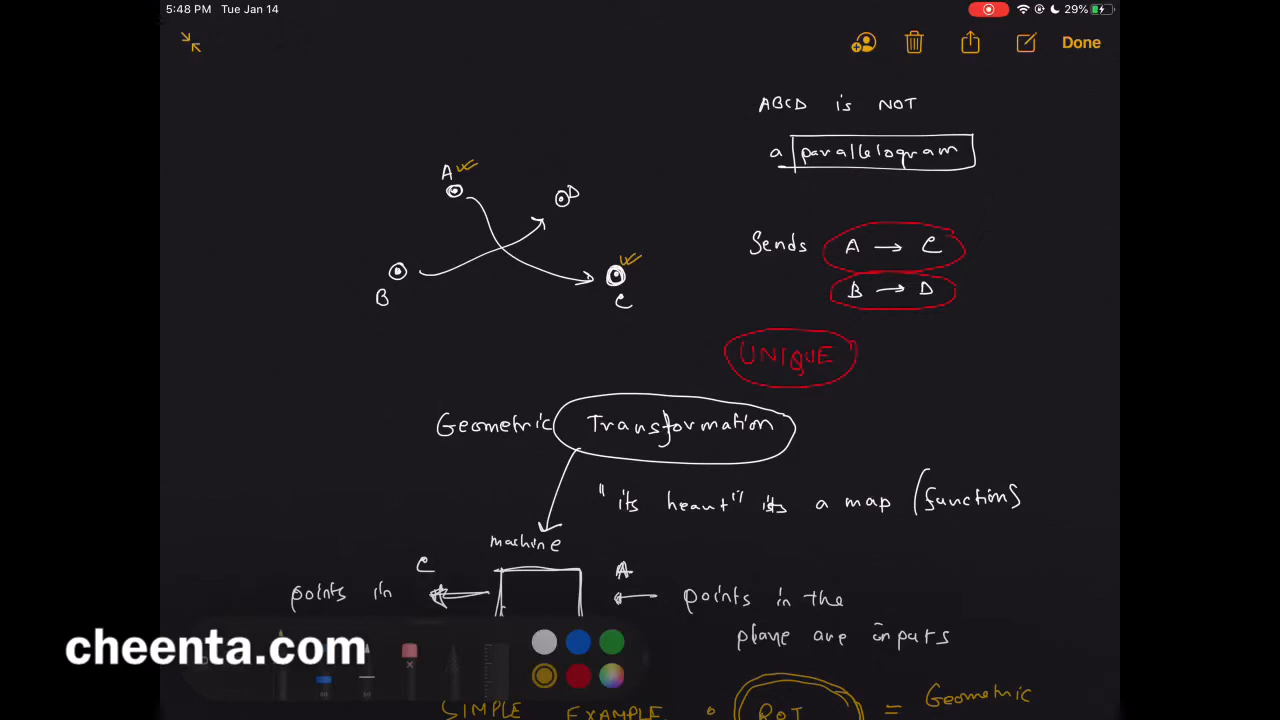 5:48 PM Tue Jan 14
29%
Done
ABCD is NOT
a parallelogram
A
D
B
C
Sends A → C
B → D
UNIQUE
Geometric Transformation
"its heart" its a map (functions)
machine
C
A
points in
points in the
plane are inputs
cheenta.com
SIMPLE EXAMPLE : ROT = Geometric